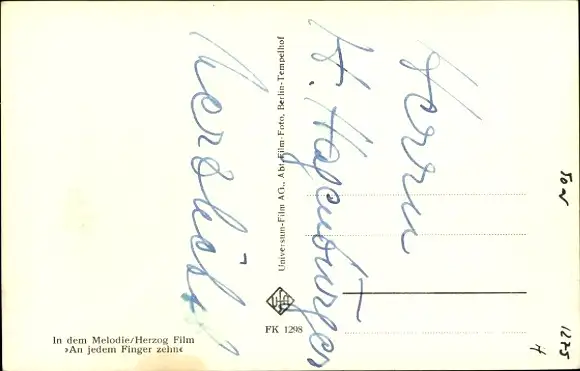 Herrn
H.
Herzlichst
Universum-Film AG., Abt. Film-Foto, Berlin-Tempelhof
UFA
FK 1298
In dem Melodie/Herzog Film
›An jedem Finger zehn‹